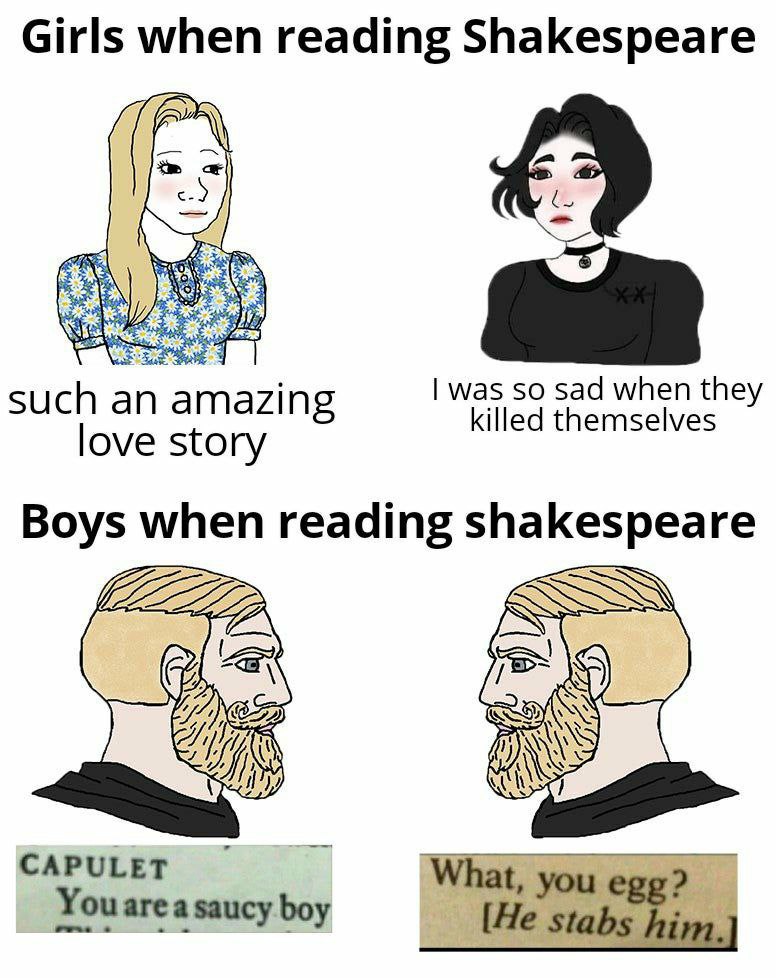 Girls when reading Shakespeare
such an amazing
love story
I was so sad when they
killed themselves
Boys when reading shakespeare
CAPULET
You are a saucy boy
What, you egg?
[He stabs him.]